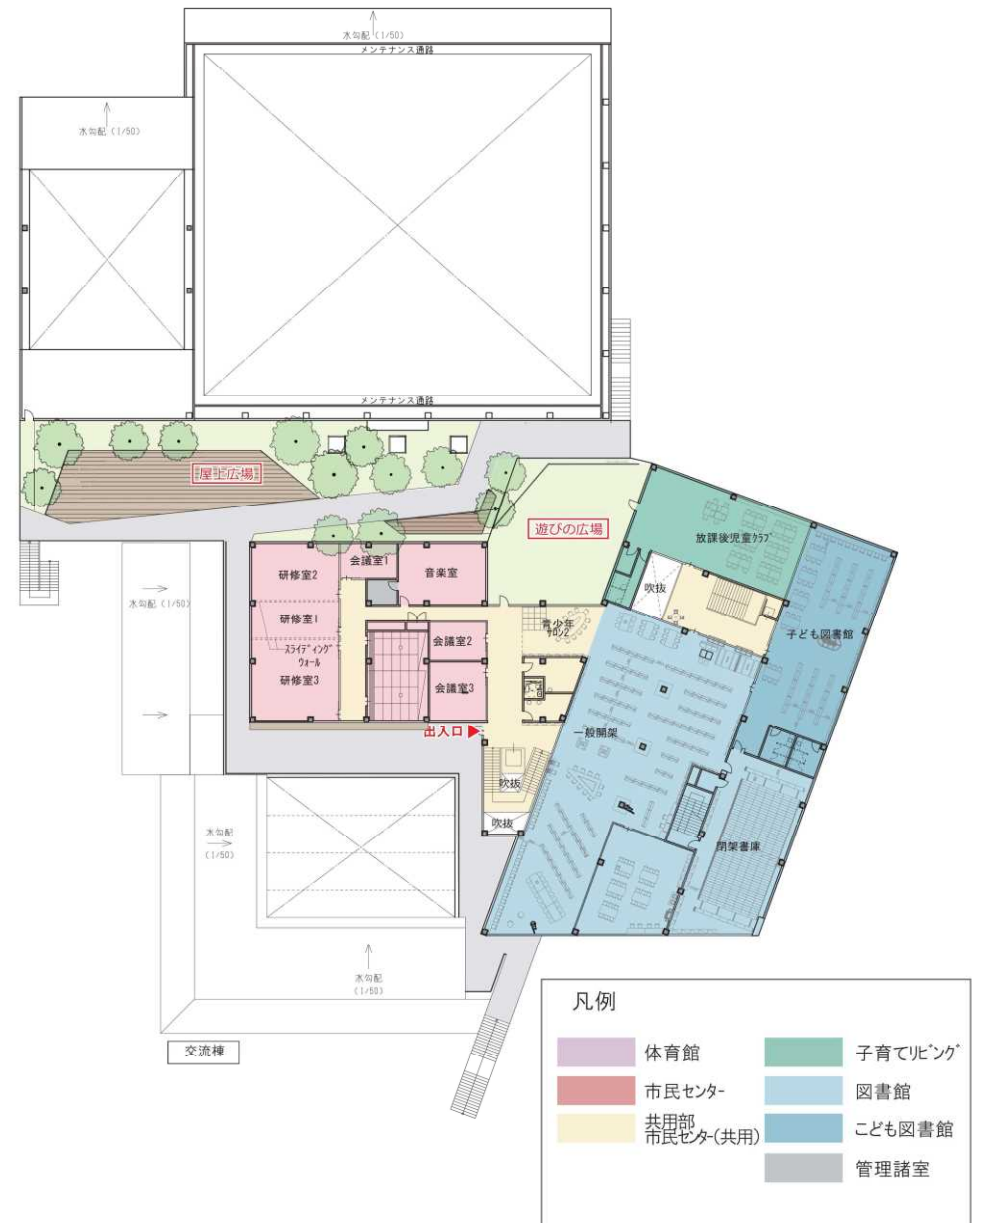 水勾配 (1/50)
メンテナンス通路
水勾配 (1/50)
メンテナンス通路
屋上広場
遊びの広場
放課後児童クラブ
研修室2
会議室1
音楽室
吹抜
水勾配 (1/50)
研修室1
青少年
サロン2
子ども図書館
スライディング
ウォール
会議室2
研修室3
会議室3
出入口
一般開架
吹抜
吹抜
水勾配
(1/50)
閉架書庫
水勾配
(1/50)
交流棟
凡例
体育館
子育てリビング
市民センター
図書館
共用部
市民センター(共用)
こども図書館
管理諸室